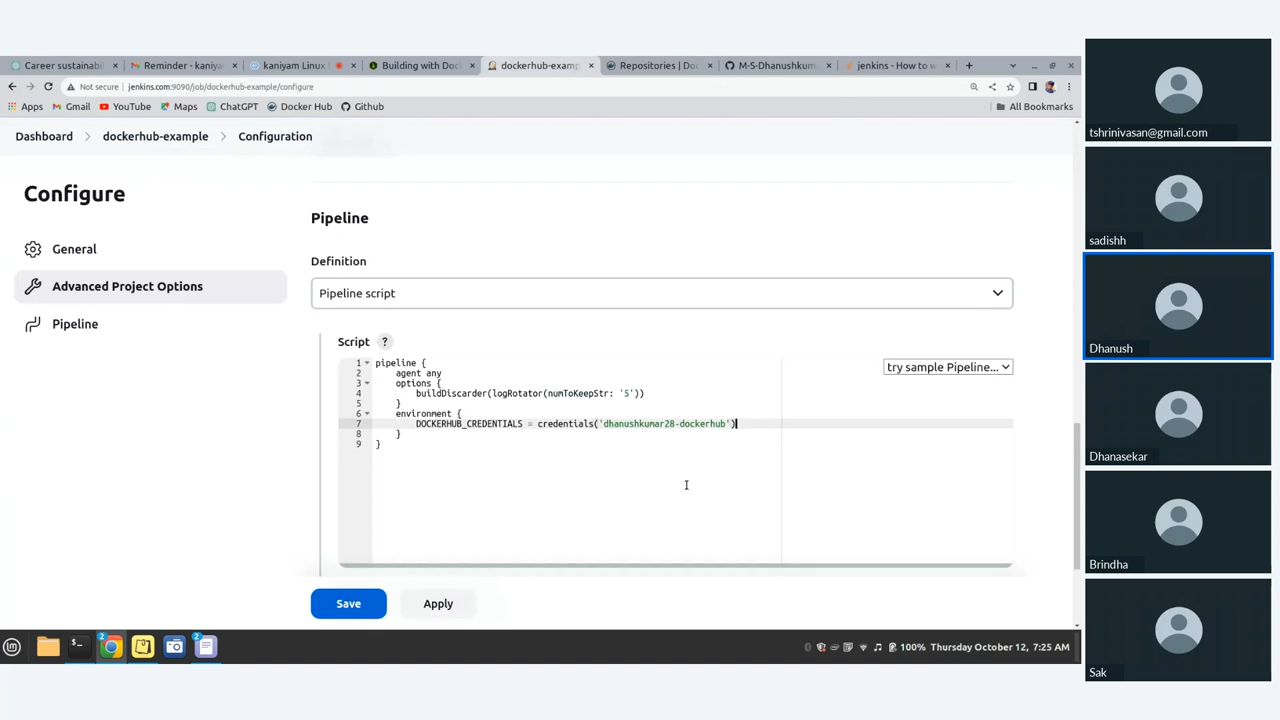 Career sustainabil
Reminder - kaniya
kaniyam Linux
Building with Doc
dockerhub-examp
Repositories | Doc
M-S-Dhanushkum
jenkins - How to w
Not secure
jenkins.com:9090/job/dockerhub-example/configure
Apps
Gmail
YouTube
Maps
ChatGPT
Docker Hub
Github
All Bookmarks
Dashboard
dockerhub-example
Configuration
Configure
General
Advanced Project Options
Pipeline
Pipeline
Definition
Pipeline script
Script ?
try sample Pipeline...
1 pipeline {
2 agent any
3 options {
4 buildDiscarder(logRotator(numToKeepStr: '5'))
5 }
6 environment {
7 DOCKERHUB_CREDENTIALS = credentials('dhanushkumar28-dockerhub')
8 }
9 }
Save
Apply
2
2
100% Thursday October 12, 7:25 AM
tshrinivasan@gmail.com
sadishh
Dhanush
Dhanasekar
Brindha
Sak